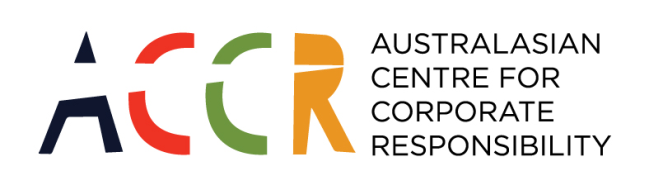 ACCR
AUSTRALASIAN
CENTRE FOR
CORPORATE
RESPONSIBILITY